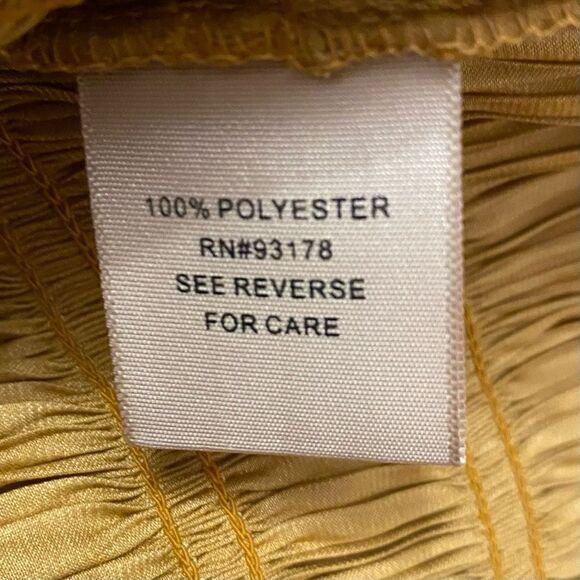 100% POLYESTER
RN#93178
SEE REVERSE
FOR CARE